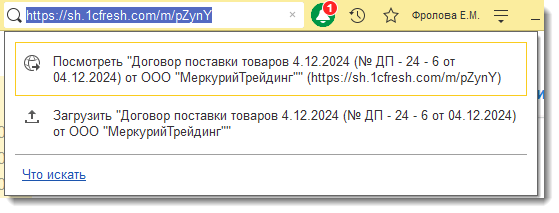 https://sh.1cfresh.com/m/pZynY
1
Фролова Е.М.
Посмотреть "Договор поставки товаров 4.12.2024 (№ ДП - 24 - 6 от
04.12.2024) от ООО "МеркурийТрейдинг"" (https://sh.1cfresh.com/m/pZynY)
Загрузить "Договор поставки товаров 4.12.2024 (№ ДП - 24 - 6 от 04.12.2024)
от ООО "МеркурийТрейдинг""
Что искать